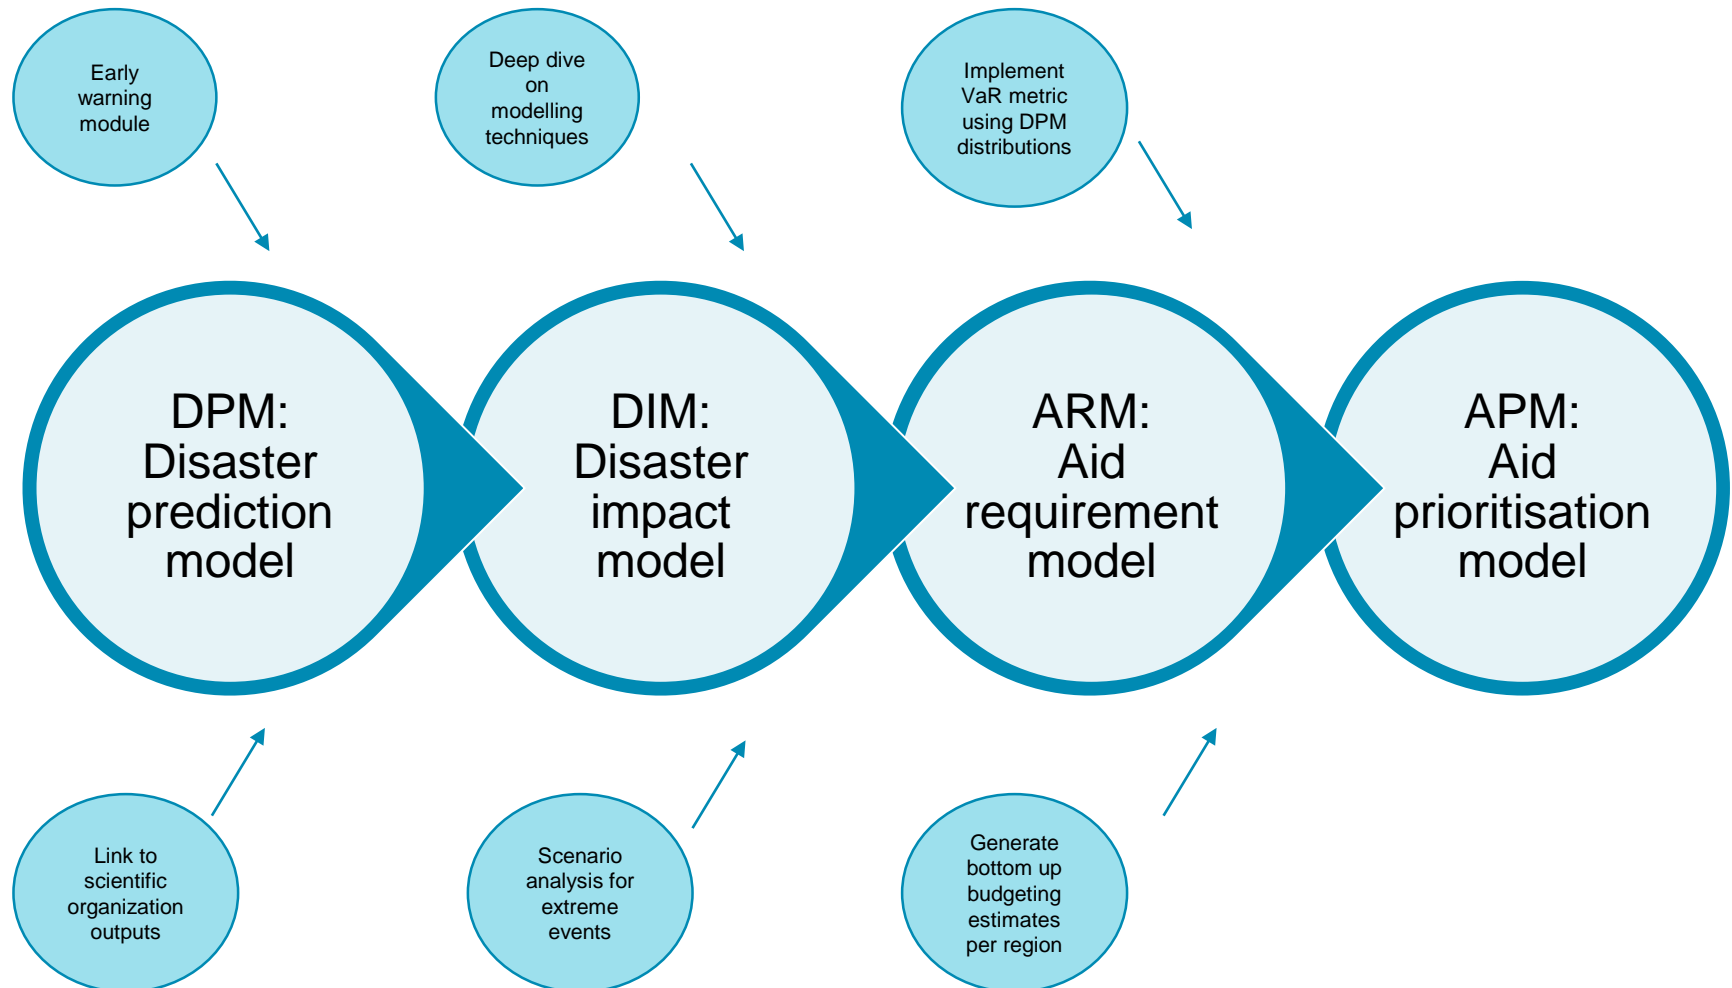 Early
warning
module
Deep dive
on
modelling
techniques
Implement
VaR metric
using DPM
distributions
DPM:
Disaster
prediction
model
DIM:
Disaster
impact
model
ARM:
Aid
requirement
model
APM:
Aid
prioritisation
model
Link to
scientific
organization
outputs
Scenario
analysis for
extreme
events
Generate
bottom up
budgeting
estimates
per region